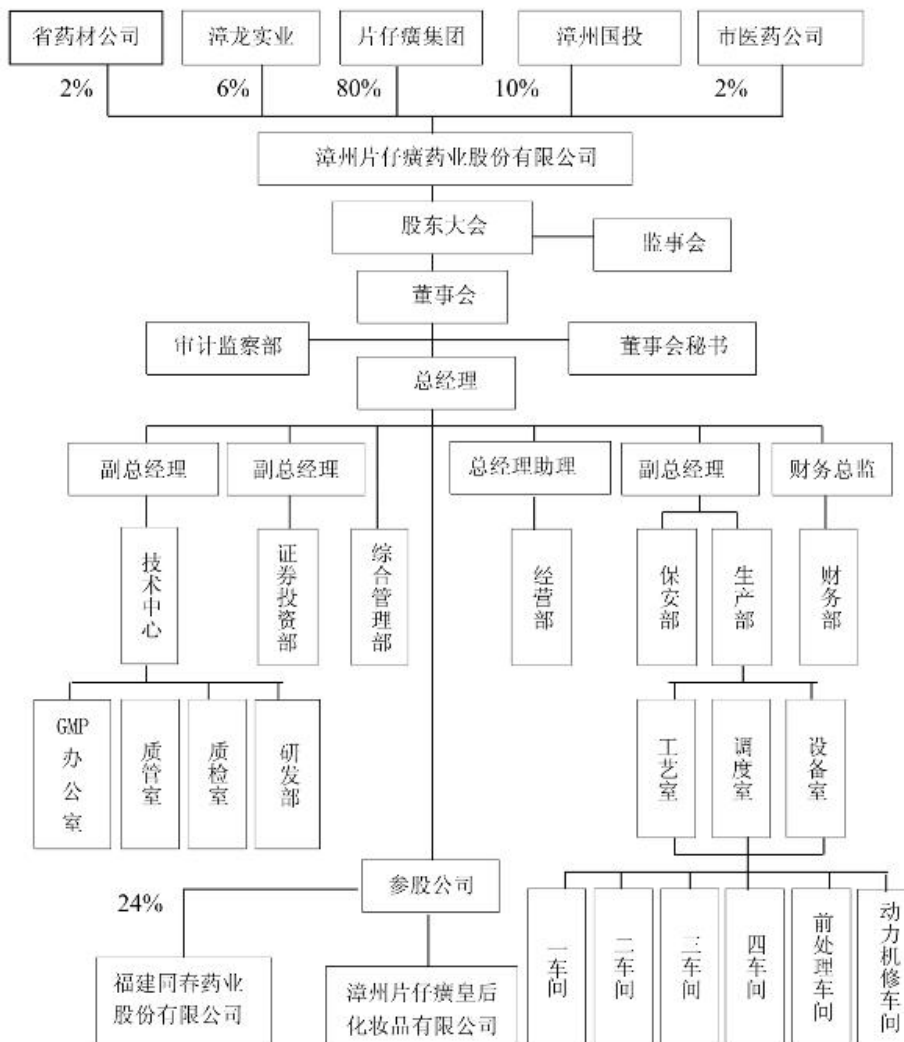 省药材公司
漳龙实业
片仔癀集团
漳州国投
市医药公司
2%
6%
80%
10%
2%
漳州片仔癀药业股份有限公司
股东大会
监事会
董事会
审计监察部
董事会秘书
总经理
副总经理
副总经理
总经理助理
副总经理
财务总监
技术中心
证券投资部
综合管理部
经营部
保安部
生产部
财务部
GMP
办公室
质管室
质检室
研发部
工艺室
调度室
设备室
参股公司
24%
一车间
二车间
三车间
四车间
前处理车间
动力机修车间
福建同春药业
股份有限公司
漳州片仔癀皇后
化妆品有限公司